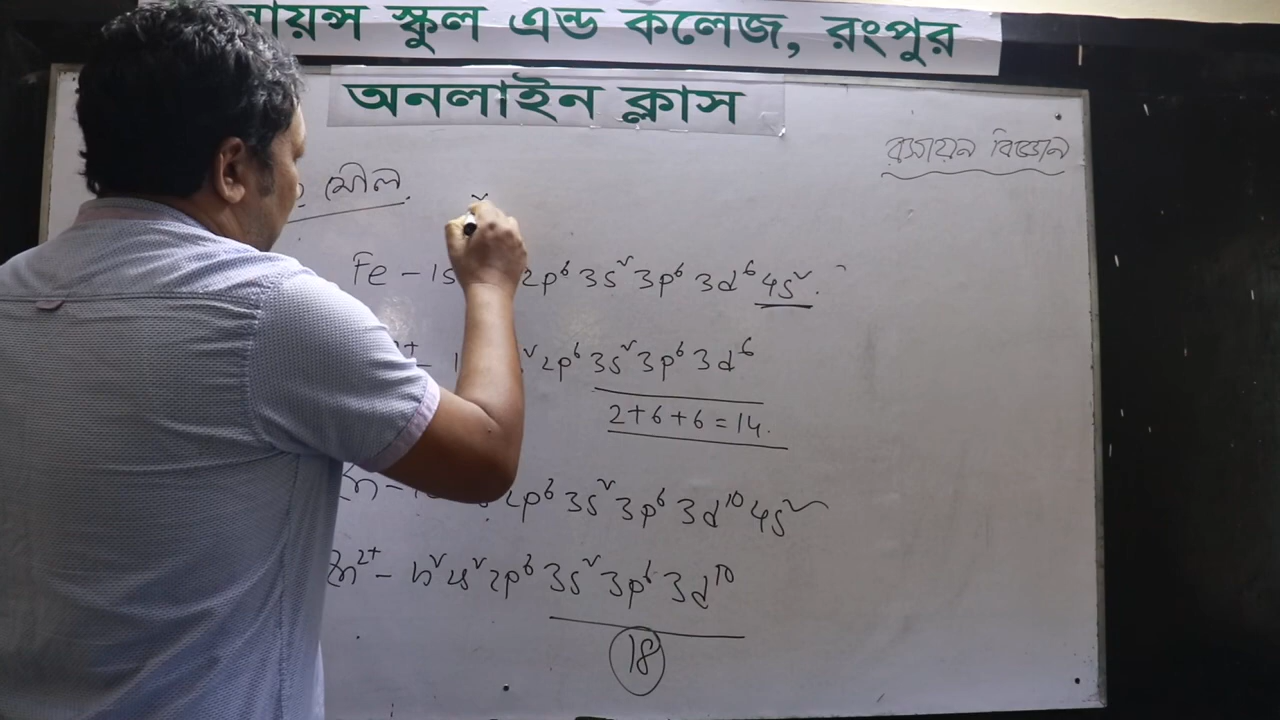 স্কুল এন্ড কলেজ, রংপুর
অনলাইন ক্লাস
রসায়ন বিজ্ঞান
মৌল
Fe - 1s 2p⁶ 3s² 3p⁶ 3d⁶ 4s²
2p⁶ 3s² 3p⁶ 3d⁶
2+6+6=14.
2p⁶ 3s² 3p⁶ 3d¹⁰ 4s²
Zn²⁺ - 1s² 2s² 2p⁶ 3s² 3p⁶ 3d¹⁰
18